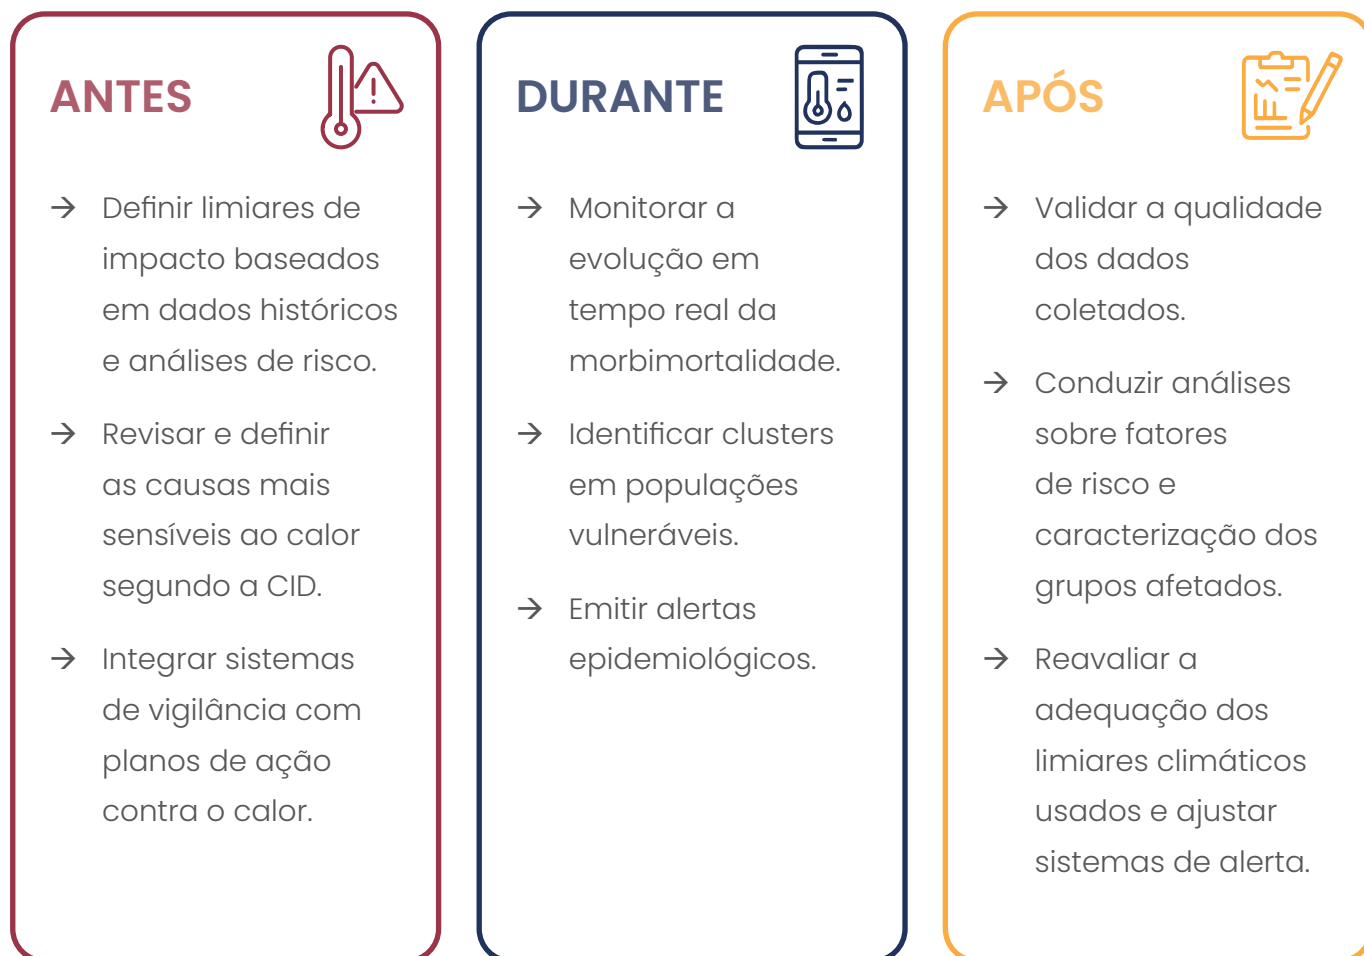 ANTES
→ Definir limiares de
impacto baseados
em dados históricos
e análises de risco.
→ Revisar e definir
as causas mais
sensíveis ao calor
segundo a CID.
→ Integrar sistemas
de vigilância com
planos de ação
contra o calor.
DURANTE
→ Monitorar a
evolução em
tempo real da
morbimortalidade.
→ Identificar clusters
em populações
vulneráveis.
→ Emitir alertas
epidemiológicos.
APÓS
→ Validar a qualidade
dos dados
coletados.
→ Conduzir análises
sobre fatores
de risco e
caracterização dos
grupos afetados.
→ Reavaliar a
adequação dos
limiares climáticos
usados e ajustar
sistemas de alerta.